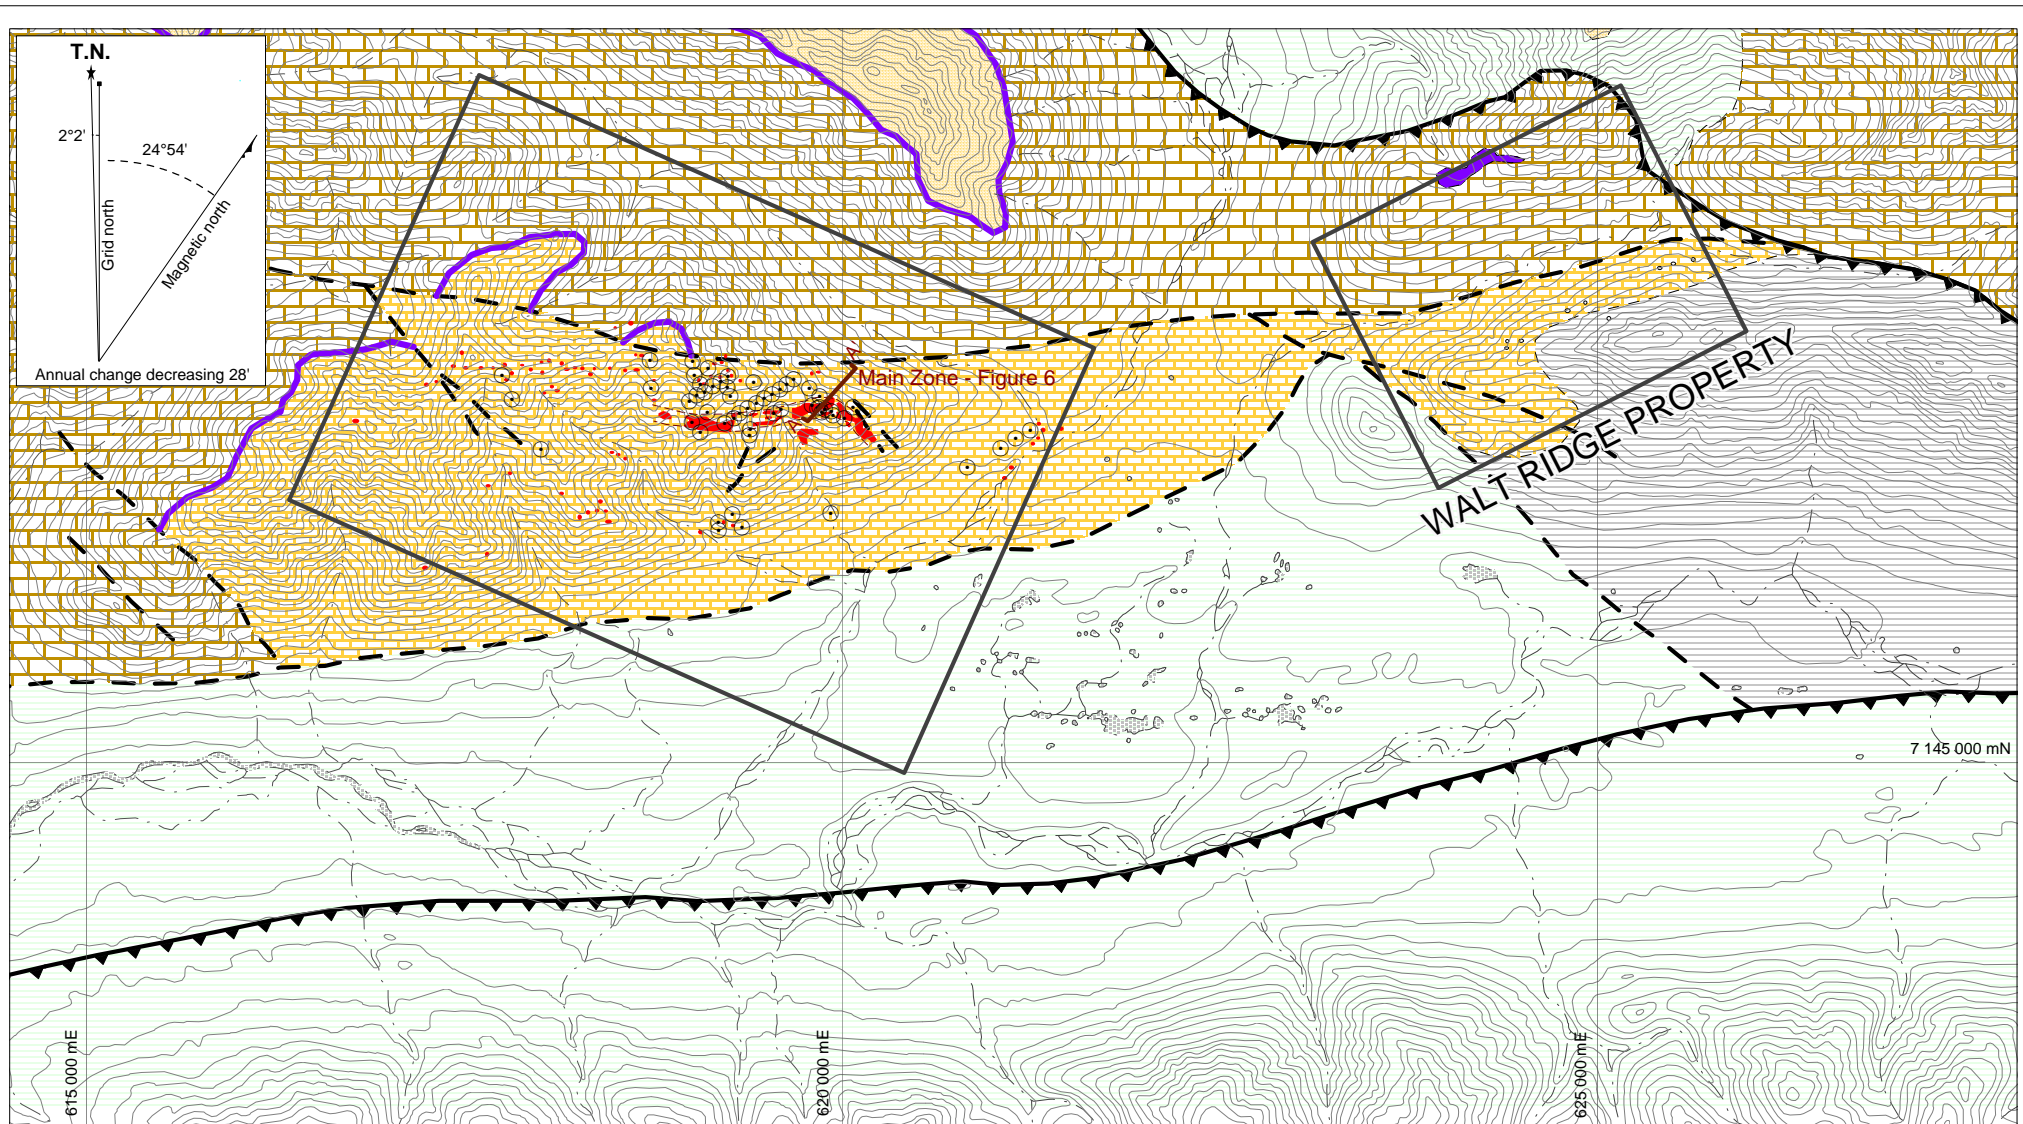 T.N.
2°2'
24°54'
Grid north
Magnetic north
Annual change decreasing 28'
A
Main Zone - Figure 6
A'
WALT RIDGE PROPERTY
7 145 000 mN
615 000 mE
620 000 mE
625 000 mE